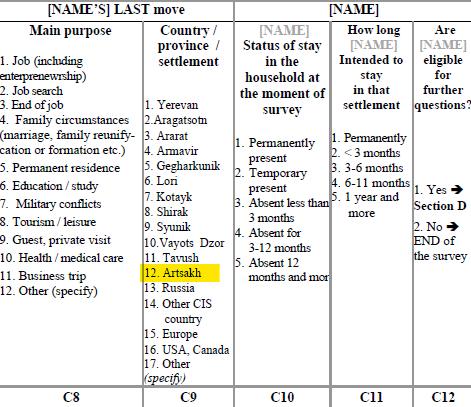 [NAME'S] LAST move
[NAME]
Main purpose
1. Job (including
enterprenewrship)
2. Job search
3. End of job
4. Family circumstances
(marriage, family reunify-
cation or formation etc.)
5. Permanent residence
6. Education / study
7. Military conflicts
8. Tourism / leisure
9. Guest, private visit
10. Health / medical care
11. Business trip
12. Other (specify)
C8
Country /
province /
settlement
1. Yerevan
2.Aragatsotn
3. Ararat
4. Armavir
5. Gegharkunik
6. Lori
7. Kotayk
8. Shirak
9. Syunik
10.Vayots Dzor
11. Tavush
12. Artsakh
13. Russia
14. Other CIS
country
15. Europe
16. USA, Canada
17. Other
(specify)
C9
[NAME]
Status of stay
in the
household at
the moment of
survey
1. Permanently
present
2. Temporary
present
3. Absent less than
3 months
4. Absent for
3-12 months
5. Absent 12
months and mor
C10
How long
[NAME]
Intended to
stay
in that
settlement
1. Permanently
2. < 3 months
3. 3-6 months
4. 6-11 months
5. 1 year and
more
C11
Are
[NAME]
eligible
for
further
questions?
1. Yes ➔
Section D
2. No ➔
END of
the survey
C12